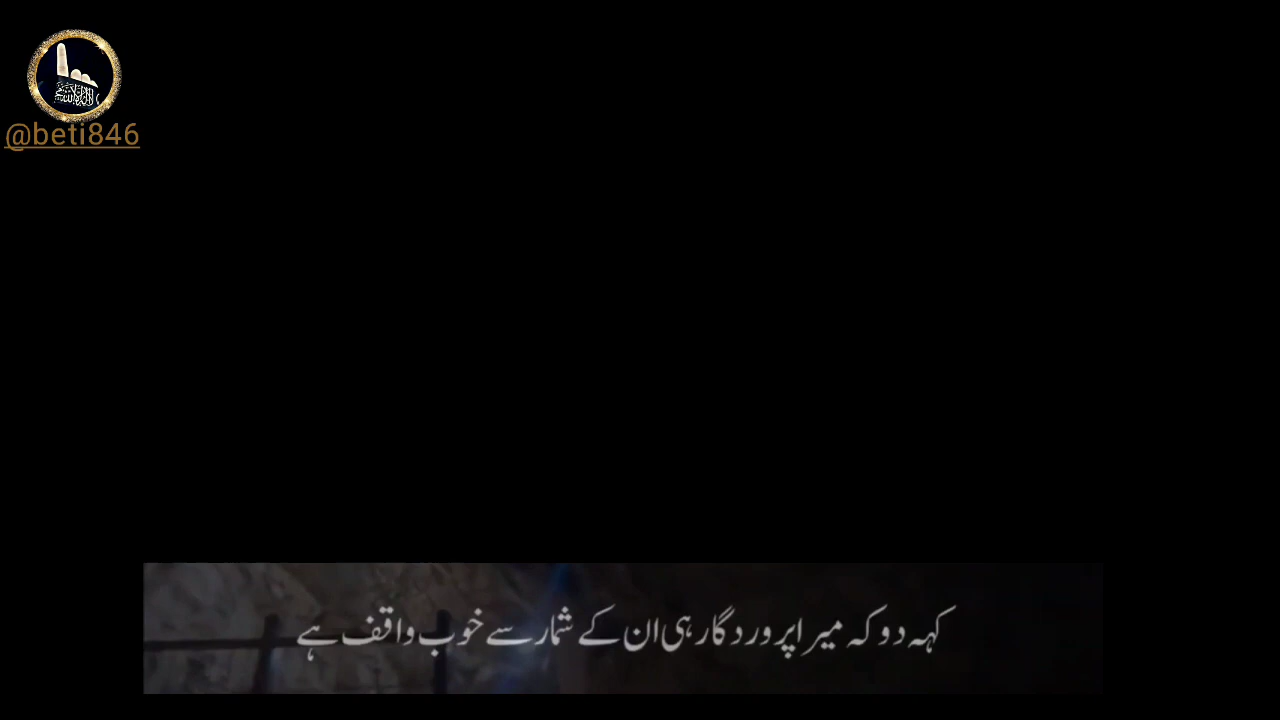 @beti846
کہہ دو کہ میرا پروردگار ہی ان کے شمار سے خوب واقف ہے